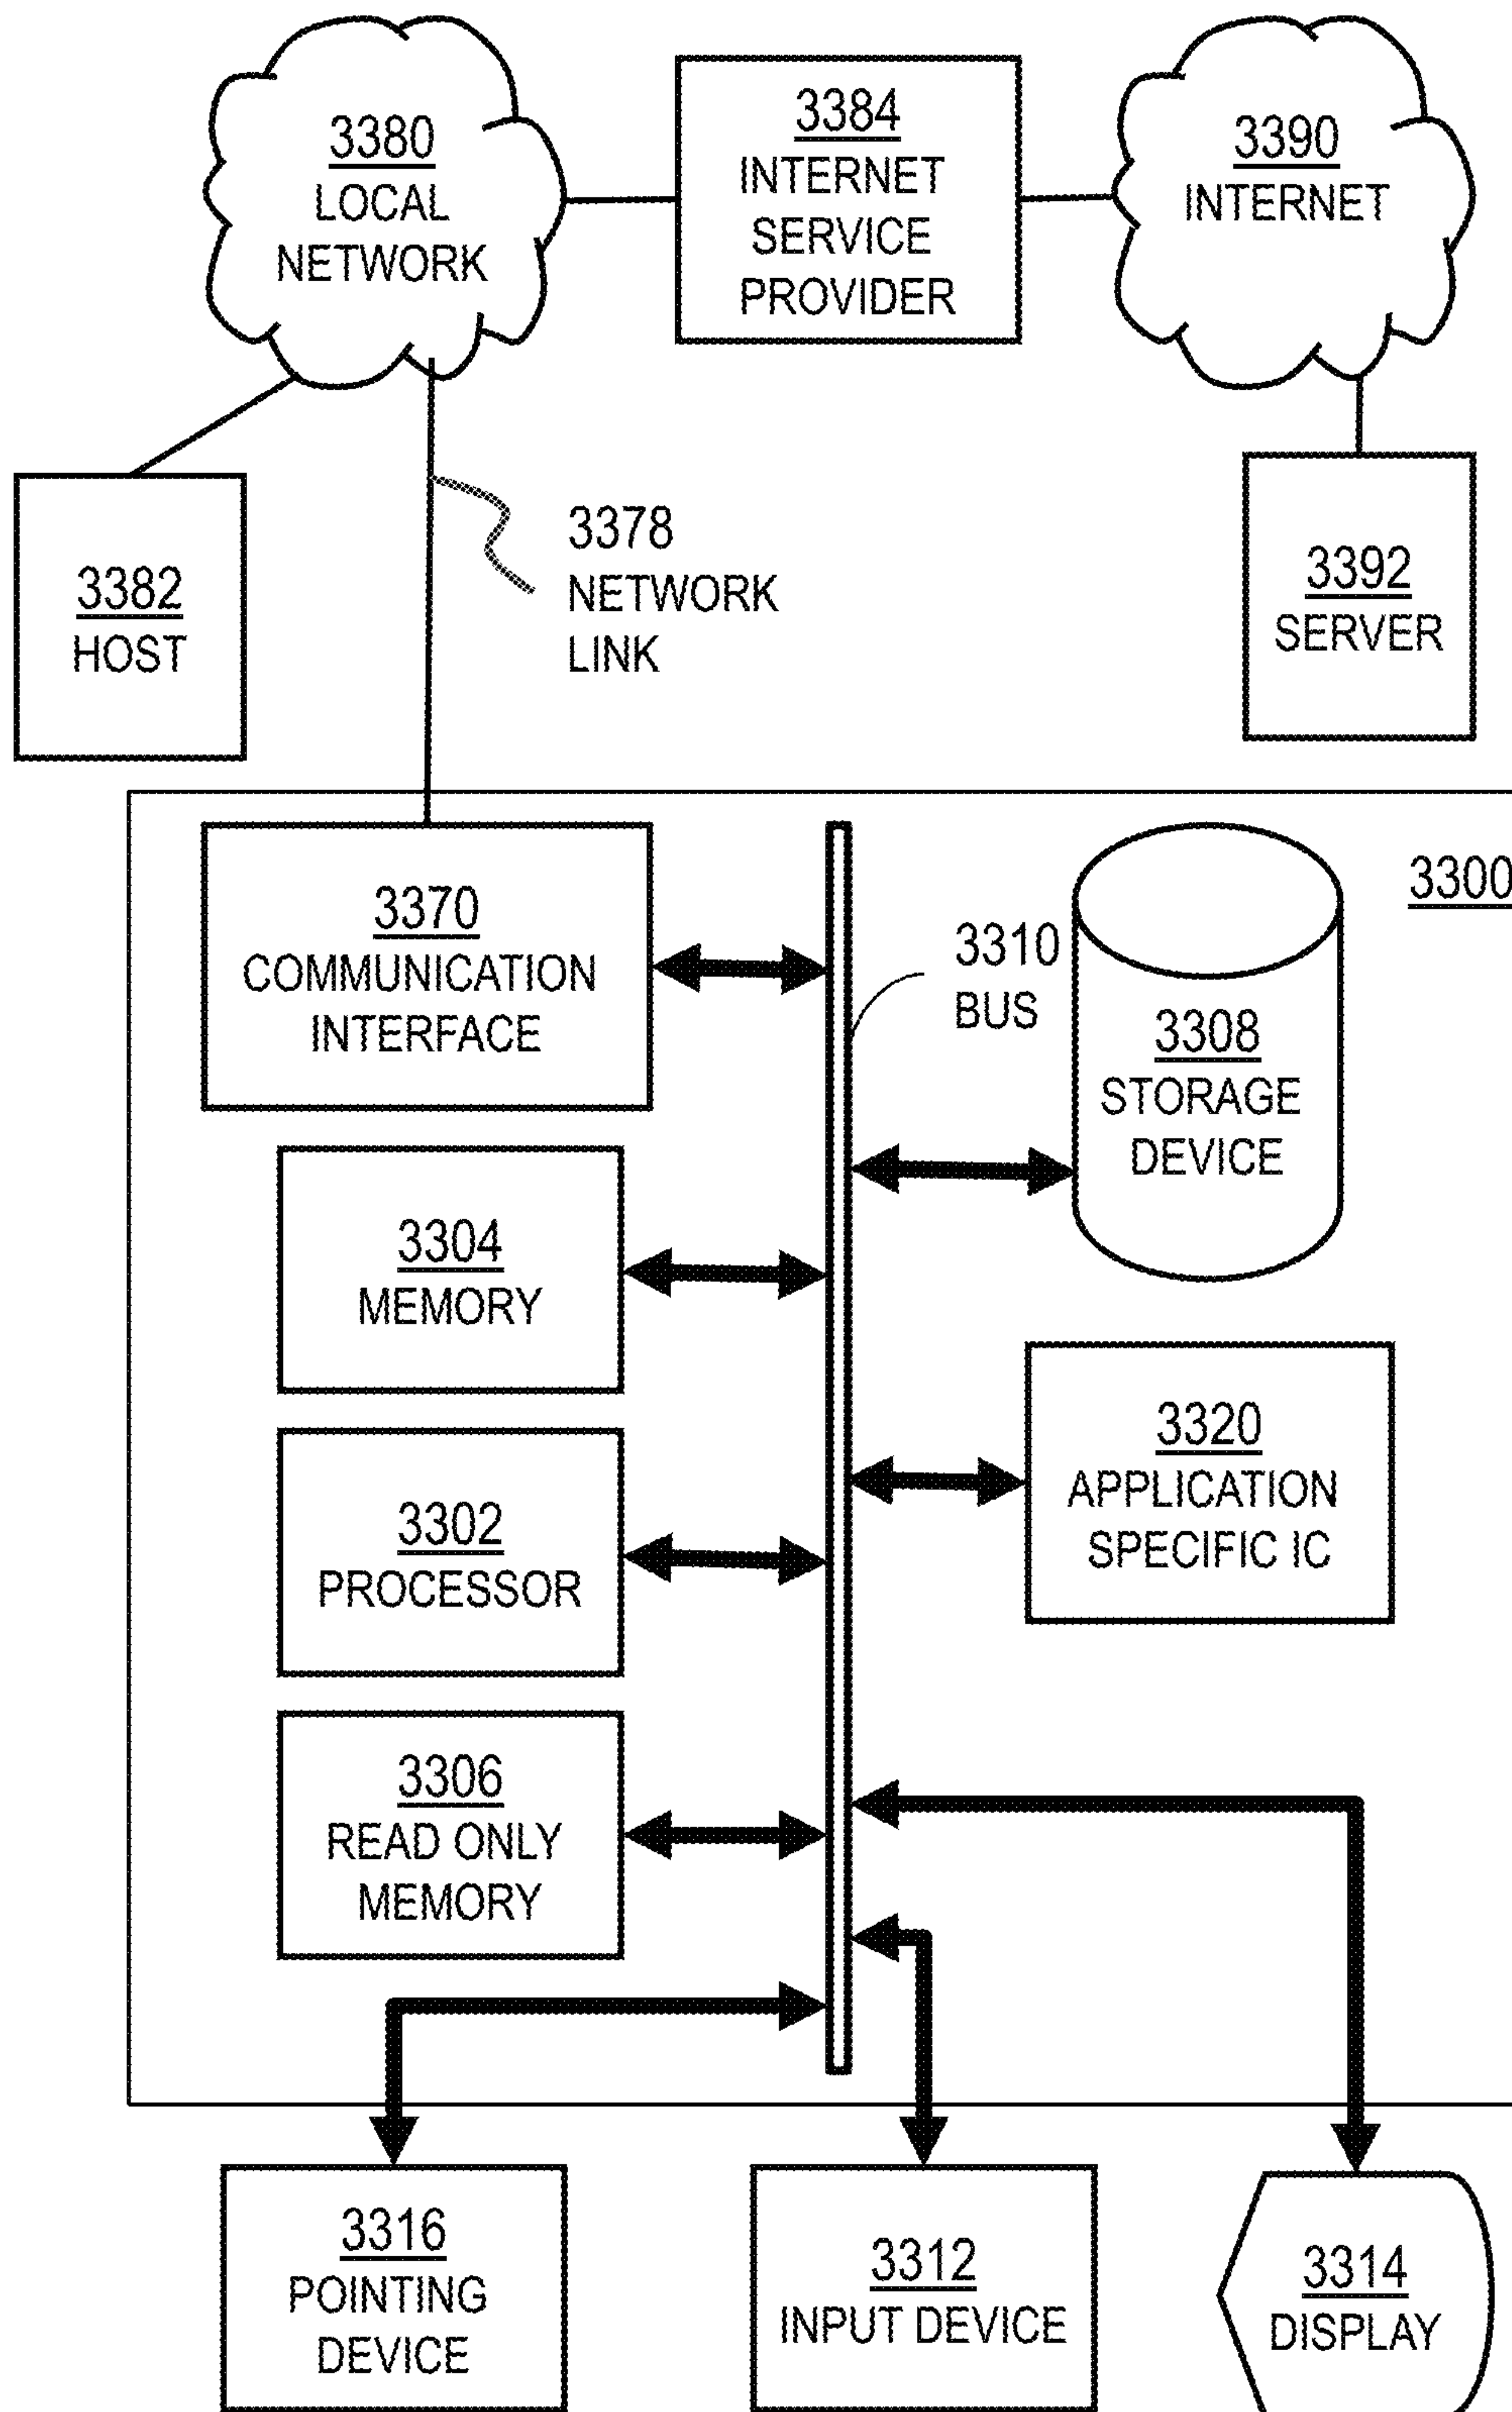 3380
LOCAL
NETWORK
3384
INTERNET
SERVICE
PROVIDER
3390
INTERNET
3382
HOST
3378
NETWORK
LINK
3392
SERVER
3300
3370
COMMUNICATION
INTERFACE
3310
BUS
3308
STORAGE
DEVICE
3304
MEMORY
3320
APPLICATION
SPECIFIC IC
3302
PROCESSOR
3306
READ ONLY
MEMORY
3316
POINTING
DEVICE
3312
INPUT DEVICE
3314
DISPLAY